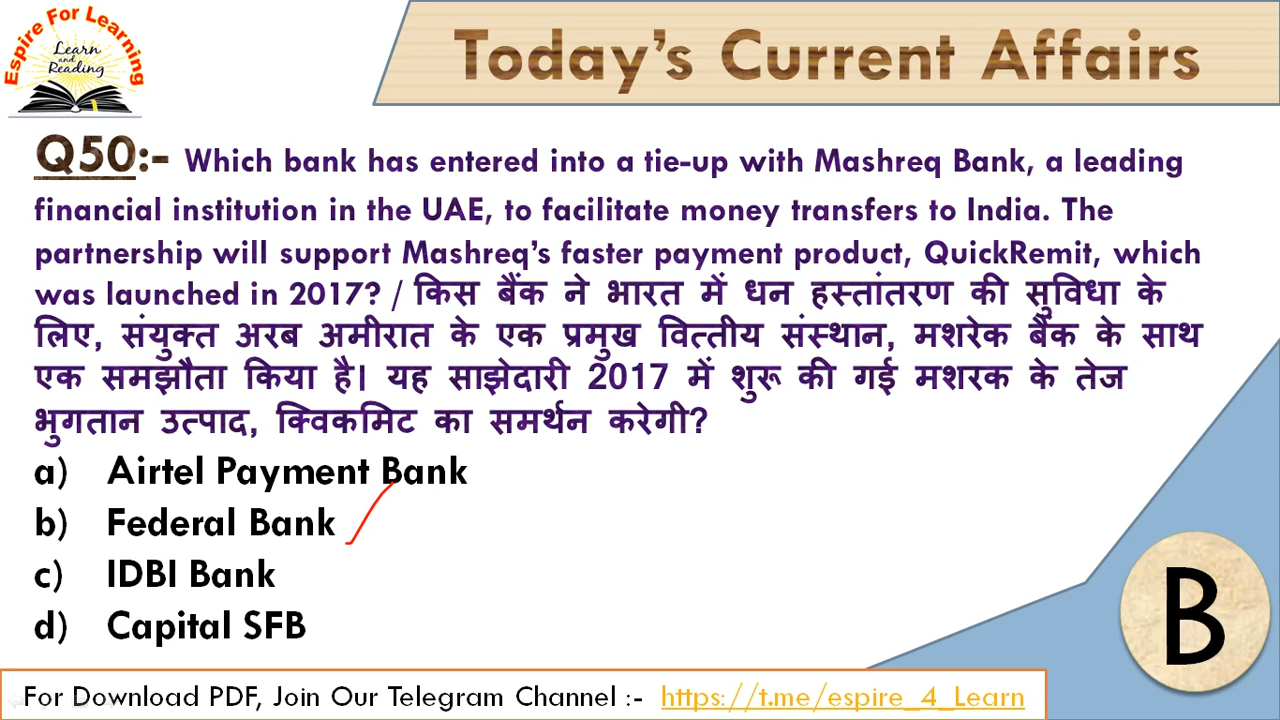 Espire For Learning
Learn
and
Reading
Today's Current Affairs
Q50:- Which bank has entered into a tie-up with Mashreq Bank, a leading
financial institution in the UAE, to facilitate money transfers to India. The
partnership will support Mashreq's faster payment product, QuickRemit, which
was launched in 2017? / किस बैंक ने भारत में धन हस्तांतरण की सुविधा के
लिए, संयुक्त अरब अमीरात के एक प्रमुख वित्तीय संस्थान, मशरेक बैंक के साथ
एक समझौता किया है। यह साझेदारी 2017 में शुरू की गई मशरक के तेज
भुगतान उत्पाद, क्विकमिट का समर्थन करेगी?
a) Airtel Payment Bank
b) Federal Bank
c) IDBI Bank
d) Capital SFB
B
For Download PDF, Join Our Telegram Channel :- https://t.me/espire_4_Learn